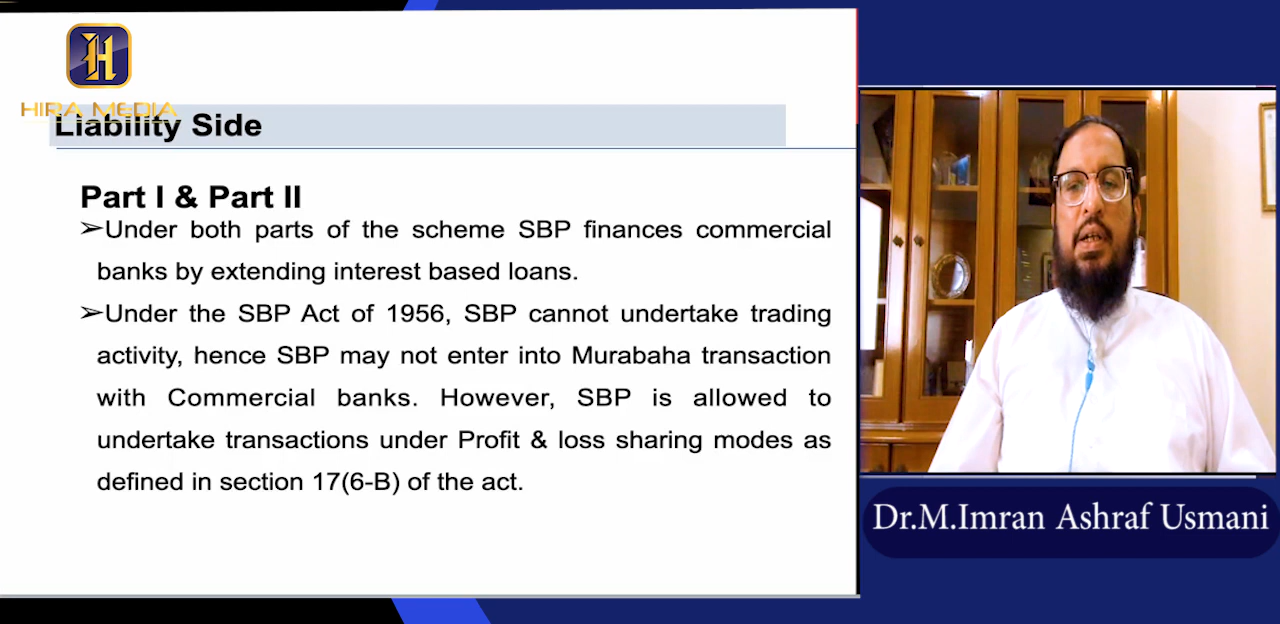 HIRA MEDIA
Liability Side
Part I & Part II
➢Under both parts of the scheme SBP finances commercial
banks by extending interest based loans.
➢Under the SBP Act of 1956, SBP cannot undertake trading
activity, hence SBP may not enter into Murabaha transaction
with Commercial banks. However, SBP is allowed to
undertake transactions under Profit & loss sharing modes as
defined in section 17(6-B) of the act.
Dr.M.Imran Ashraf Usmani